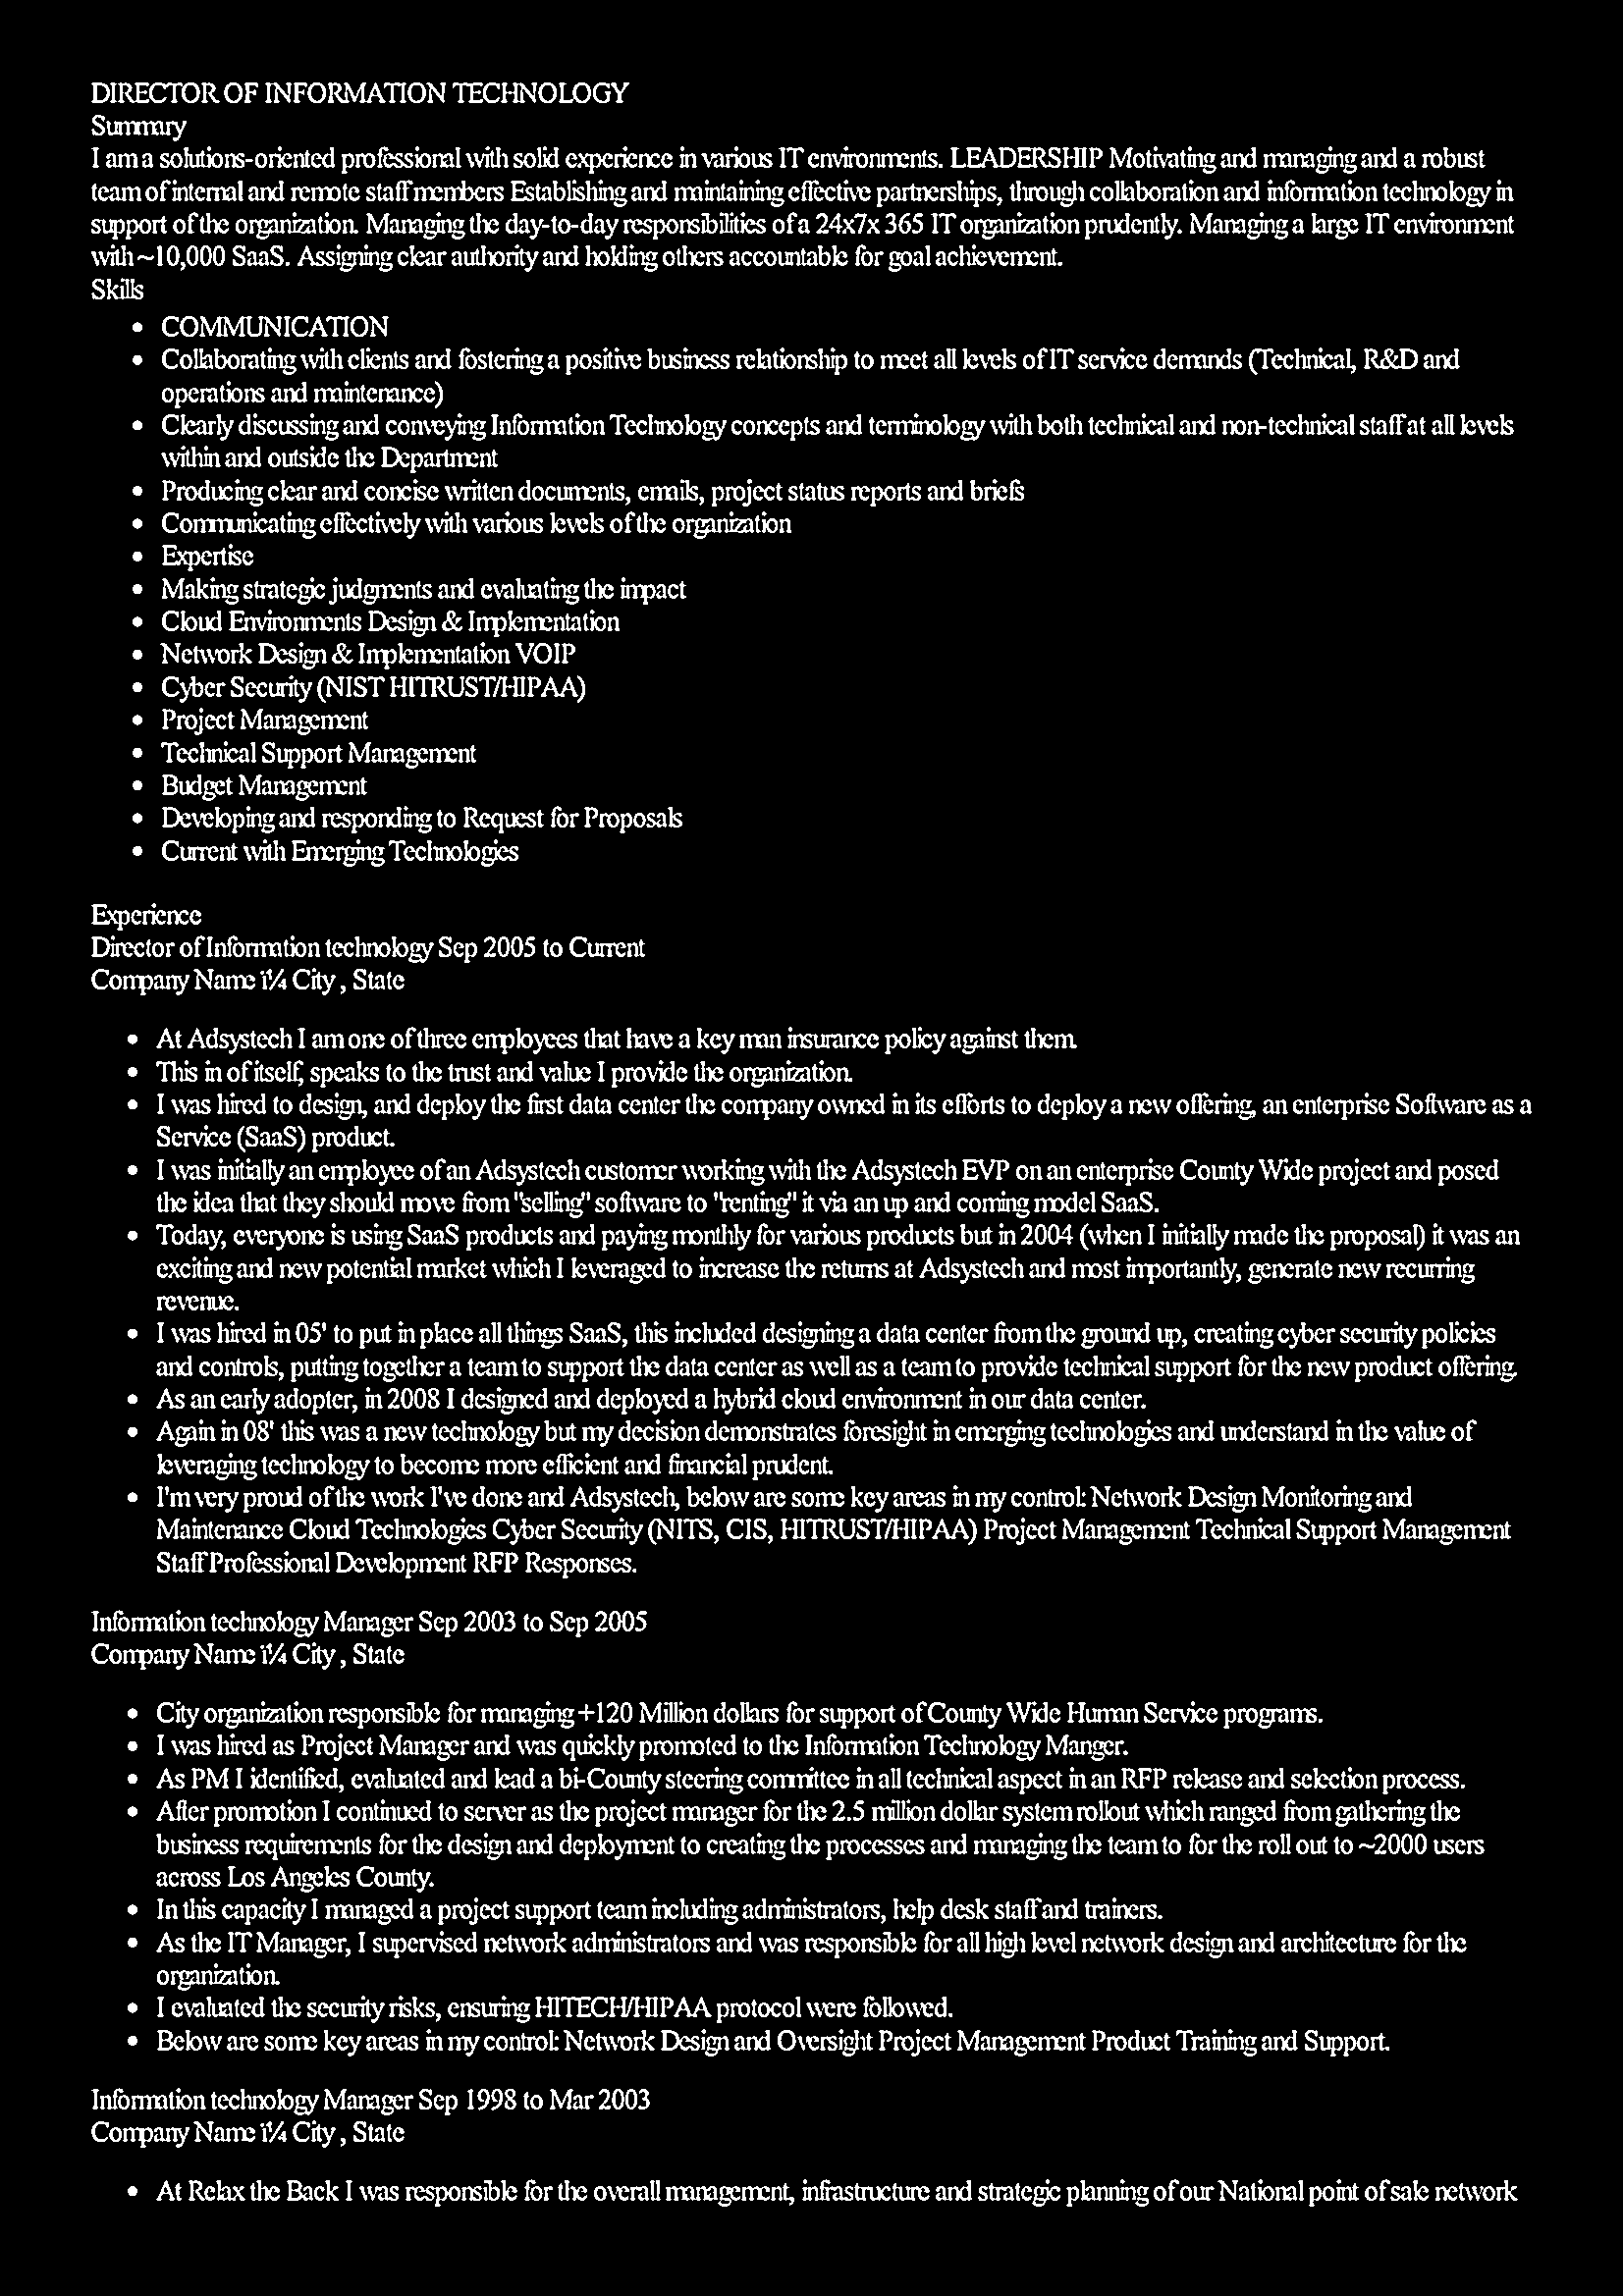 DIRECTOR OF INFORMATION TECHNOLOGY
Summary
I am a solutions-oriented professional with solid experience in various IT environments. LEADERSHIP Motivating and managing and a robust
team of internal and remote staff members Establishing and maintaining effective partnerships, through collaboration and information technology in
support of the organization. Managing the day-to-day responsibilities of a 24x7x 365 IT organization prudently. Managing a large IT environment
with ~10,000 SaaS. Assigning clear authority and holding others accountable for goal achievement.
Skills
• COMMUNICATION
• Collaborating with clients and fostering a positive business relationship to meet all levels of IT service demands (Technical, R&D and
operations and maintenance)
• Clearly discussing and conveying Information Technology concepts and terminology with both technical and non-technical staff at all levels
within and outside the Department
• Producing clear and concise written documents, emails, project status reports and briefs
• Communicating effectively with various levels of the organization
• Expertise
• Making strategic judgments and evaluating the impact
• Cloud Environments Design & Implementation
• Network Design & Implementation VOIP
• Cyber Security (NIST HITRUST/HIPAA)
• Project Management
• Technical Support Management
• Budget Management
• Developing and responding to Request for Proposals
• Current with Emerging Technologies
Experience
Director of Information technology Sep 2005 to Current
Company Name ï¼ City , State
• At Adsystech I am one of three employees that have a key man insurance policy against them.
• This in of itself, speaks to the trust and value I provide the organization.
• I was hired to design, and deploy the first data center the company owned in its efforts to deploy a new offering, an enterprise Software as a
Service (SaaS) product.
• I was initially an employee of an Adsystech customer working with the Adsystech EVP on an enterprise County Wide project and posed
the idea that they should move from "selling" software to "renting" it via an up and coming model SaaS.
• Today, everyone is using SaaS products and paying monthly for various products but in 2004 (when I initially made the proposal) it was an
exciting and new potential market which I leveraged to increase the returns at Adsystech and most importantly, generate new recurring
revenue.
• I was hired in 05' to put in place all things SaaS, this included designing a data center from the ground up, creating cyber security policies
and controls, putting together a team to support the data center as well as a team to provide technical support for the new product offering.
• As an early adopter, in 2008 I designed and deployed a hybrid cloud environment in our data center.
• Again in 08' this was a new technology but my decision demonstrates foresight in emerging technologies and understand in the value of
leveraging technology to become more efficient and financial prudent.
• I'm very proud of the work I've done and Adsystech, below are some key areas in my control: Network Design Monitoring and
Maintenance Cloud Technologies Cyber Security (NITS, CIS, HITRUST/HIPAA) Project Management Technical Support Management
Staff Professional Development RFP Responses.
Information technology Manager Sep 2003 to Sep 2005
Company Name ï¼ City , State
• City organization responsible for managing +120 Million dollars for support of County Wide Human Service programs.
• I was hired as Project Manager and was quickly promoted to the Information Technology Manger.
• As PM I identified, evaluated and lead a bi-County steering committee in all technical aspect in an RFP release and selection process.
• After promotion I continued to server as the project manager for the 2.5 million dollar system rollout which ranged from gathering the
business requirements for the design and deployment to creating the processes and managing the team to for the roll out to ~2000 users
across Los Angeles County.
• In this capacity I managed a project support team including administrators, help desk staff and trainers.
• As the IT Manager, I supervised network administrators and was responsible for all high level network design and architecture for the
organization.
• I evaluated the security risks, ensuring HITECH/HIPAA protocol were followed.
• Below are some key areas in my control: Network Design and Oversight Project Management Product Training and Support.
Information technology Manager Sep 1998 to Mar 2003
Company Name ï¼ City , State
• At Relax the Back I was responsible for the overall management, infrastructure and strategic planning of our National point of sale network